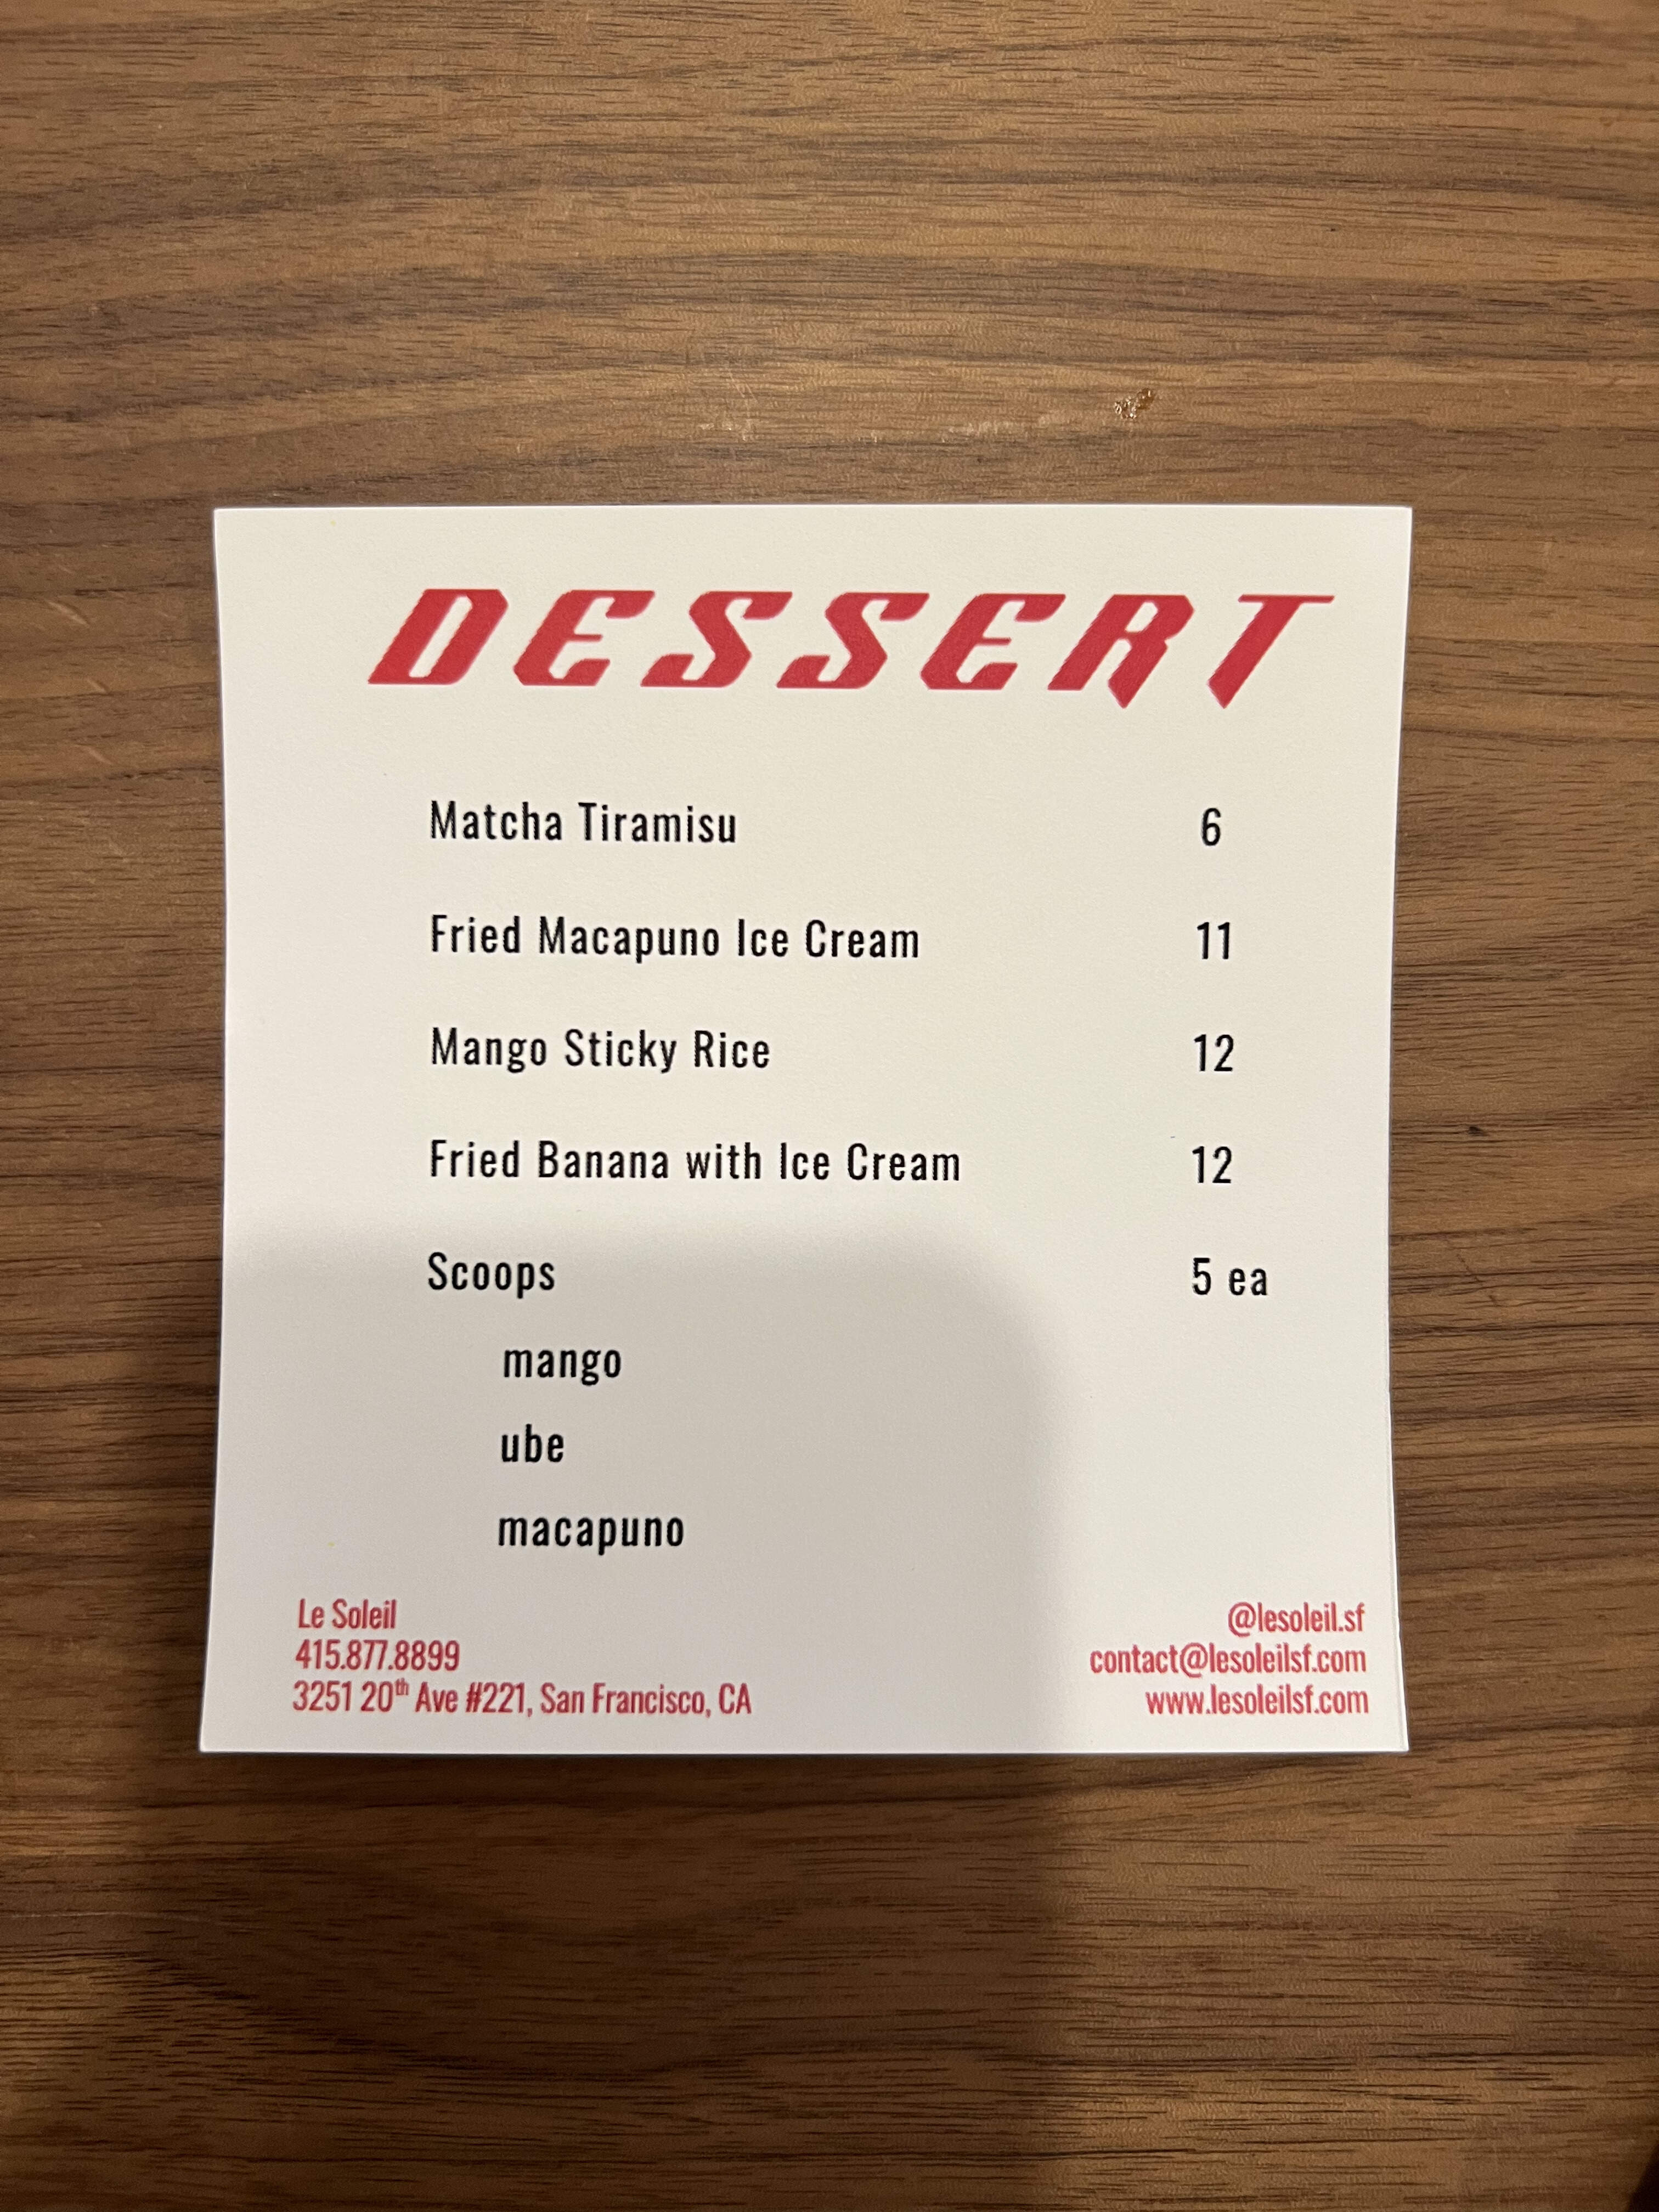 DESSERT
Matcha Tiramisu 6
Fried Macapuno Ice Cream 11
Mango Sticky Rice 12
Fried Banana with Ice Cream 12
Scoops 5 ea
mango
ube
macapuno
Le Soleil
415.877.8899
3251 20th Ave #221, San Francisco, CA
@lesoleil.sf
contact@lesoleilsf.com
www.lesoleilsf.com